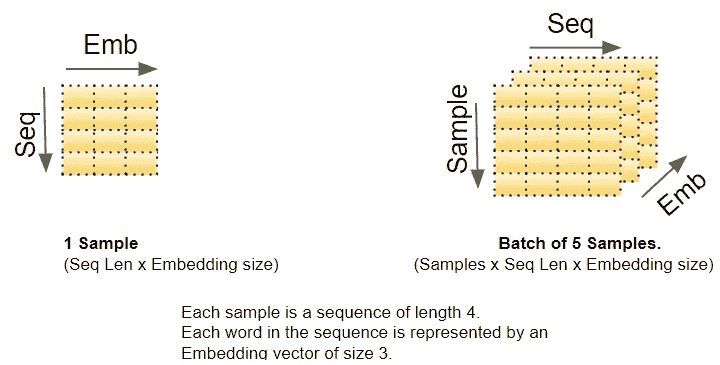 Emb
Seq
Seq
Sample
Emb
1 Sample
(Seq Len x Embedding size)
Batch of 5 Samples.
(Samples x Seq Len x Embedding size)
Each sample is a sequence of length 4.
Each word in the sequence is represented by an
Embedding vector of size 3.